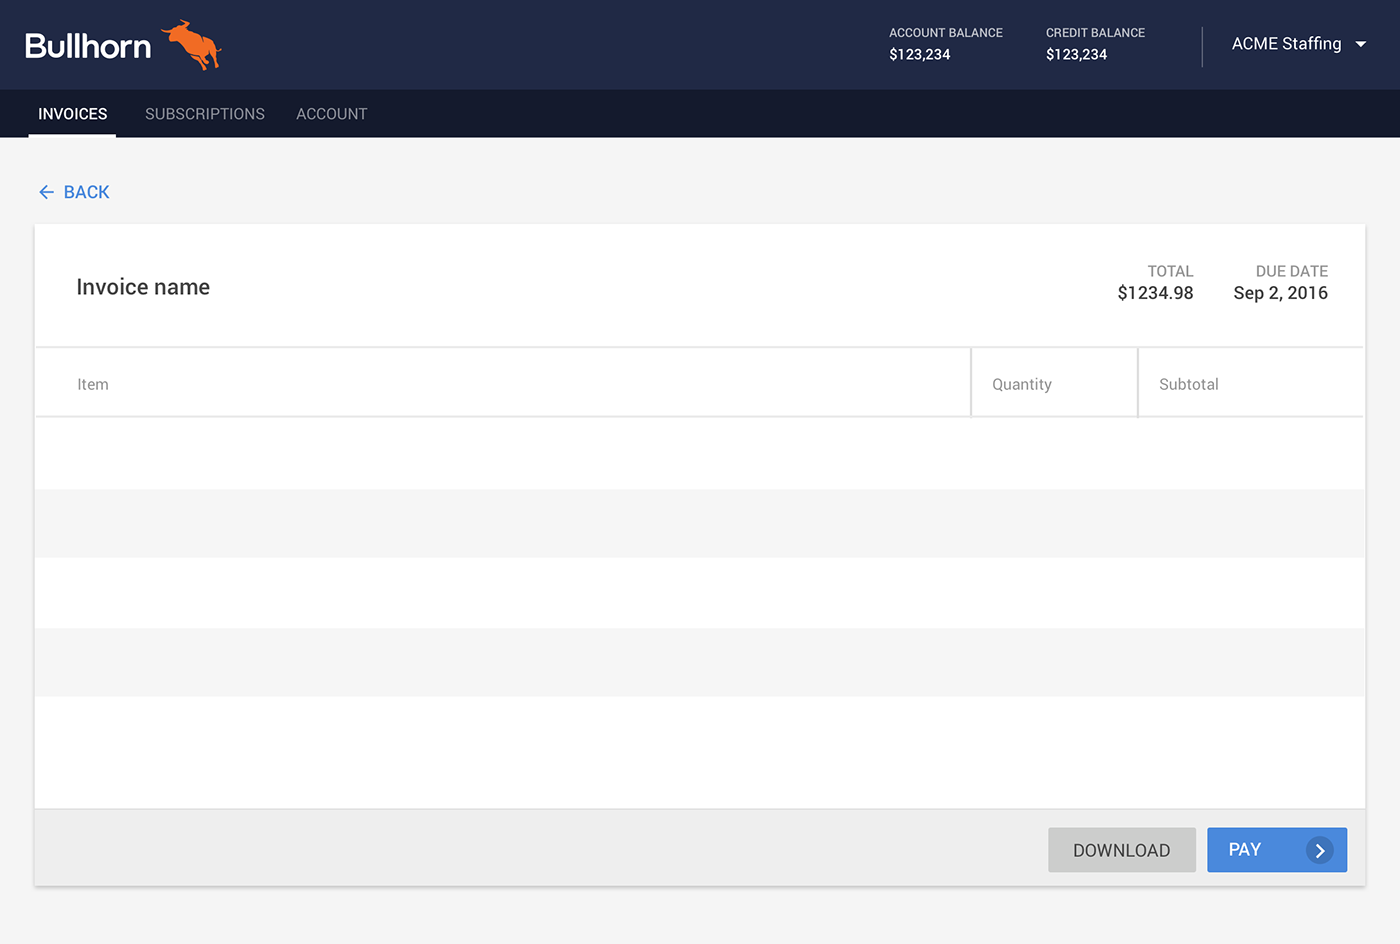 Bullhorn
ACCOUNT BALANCE
$123,234
CREDIT BALANCE
$123,234
ACME Staffing
INVOICES
SUBSCRIPTIONS
ACCOUNT
BACK
Invoice name
TOTAL
$1234.98
DUE DATE
Sep 2, 2016
Item
Quantity
Subtotal
DOWNLOAD
PAY